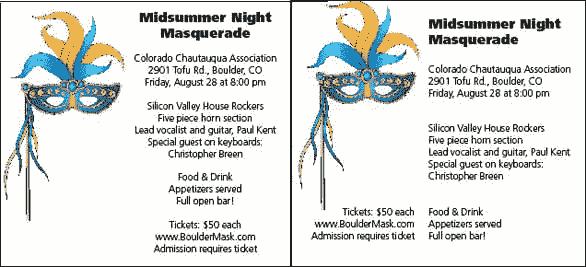 Midsummer Night
Masquerade
Colorado Chautauqua Association
2901 Tofu Rd., Boulder, CO
Friday, August 28 at 8:00 pm
Silicon Valley House Rockers
Five piece horn section
Lead vocalist and guitar, Paul Kent
Special guest on keyboards:
Christopher Breen
Food & Drink
Appetizers served
Full open bar!
Tickets: $50 each
www.BoulderMask.com
Admission requires ticket
Midsummer Night
Masquerade
Colorado Chautauqua Association
2901 Tofu Rd., Boulder, CO
Friday, August 28 at 8:00 pm
Silicon Valley House Rockers
Five piece horn section
Lead vocalist and guitar, Paul Kent
Special guest on keyboards:
Christopher Breen
Tickets: $50 each
www.BoulderMask.com
Admission requires ticket
Food & Drink
Appetizers served
Full open bar!